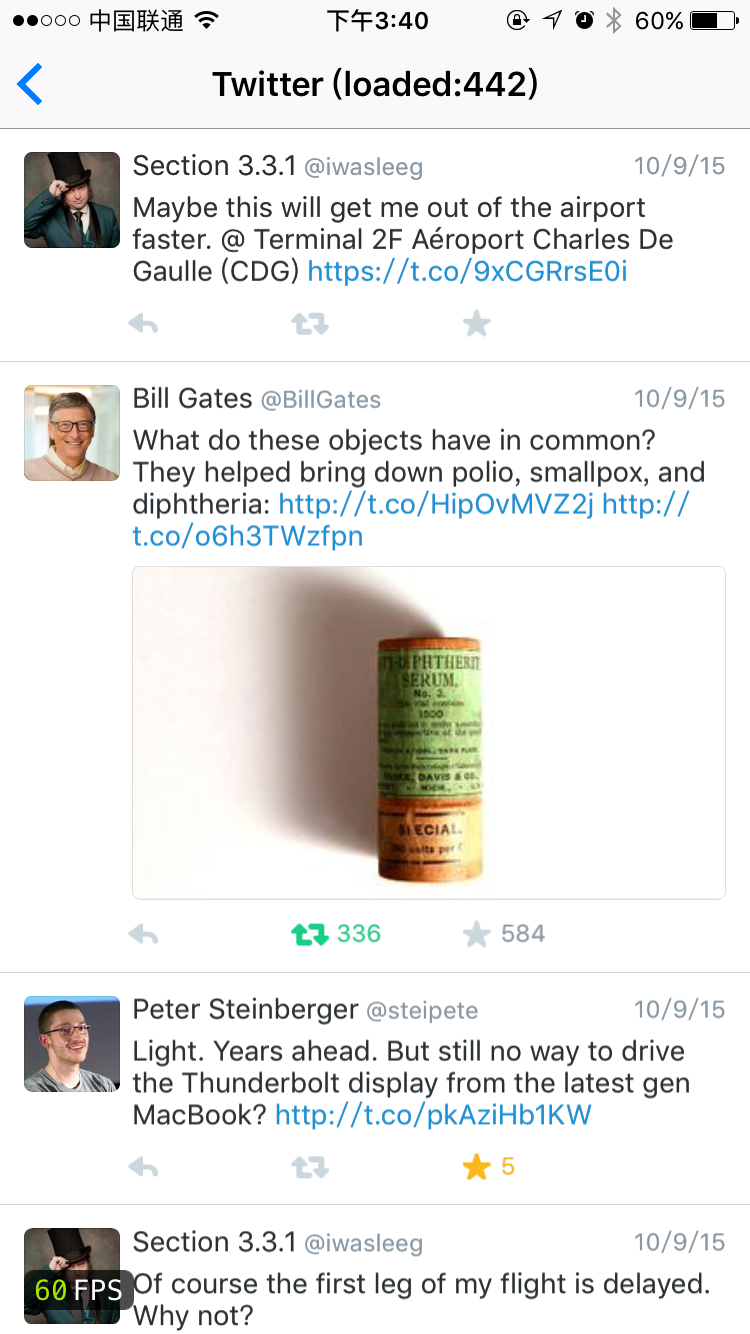 中国联通 下午3:40 60%
Twitter (loaded:442)
Section 3.3.1 @iwasleeg 10/9/15
Maybe this will get me out of the airport
faster. @ Terminal 2F Aéroport Charles De
Gaulle (CDG) https://t.co/9xCGRrsE0i
Bill Gates @BillGates 10/9/15
What do these objects have in common?
They helped bring down polio, smallpox, and
diphtheria: http://t.co/HipOvMVZ2j http://
t.co/o6h3TWzfpn
PHTHERI
SERUM.
No. 3.
1500
DAVIS & CO.
MICH.
SPECIAL.
336 584
Peter Steinberger @steipete 10/9/15
Light. Years ahead. But still no way to drive
the Thunderbolt display from the latest gen
MacBook? http://t.co/pkAziHb1KW
5
Section 3.3.1 @iwasleeg 10/9/15
60 FPS Of course the first leg of my flight is delayed.
Why not?